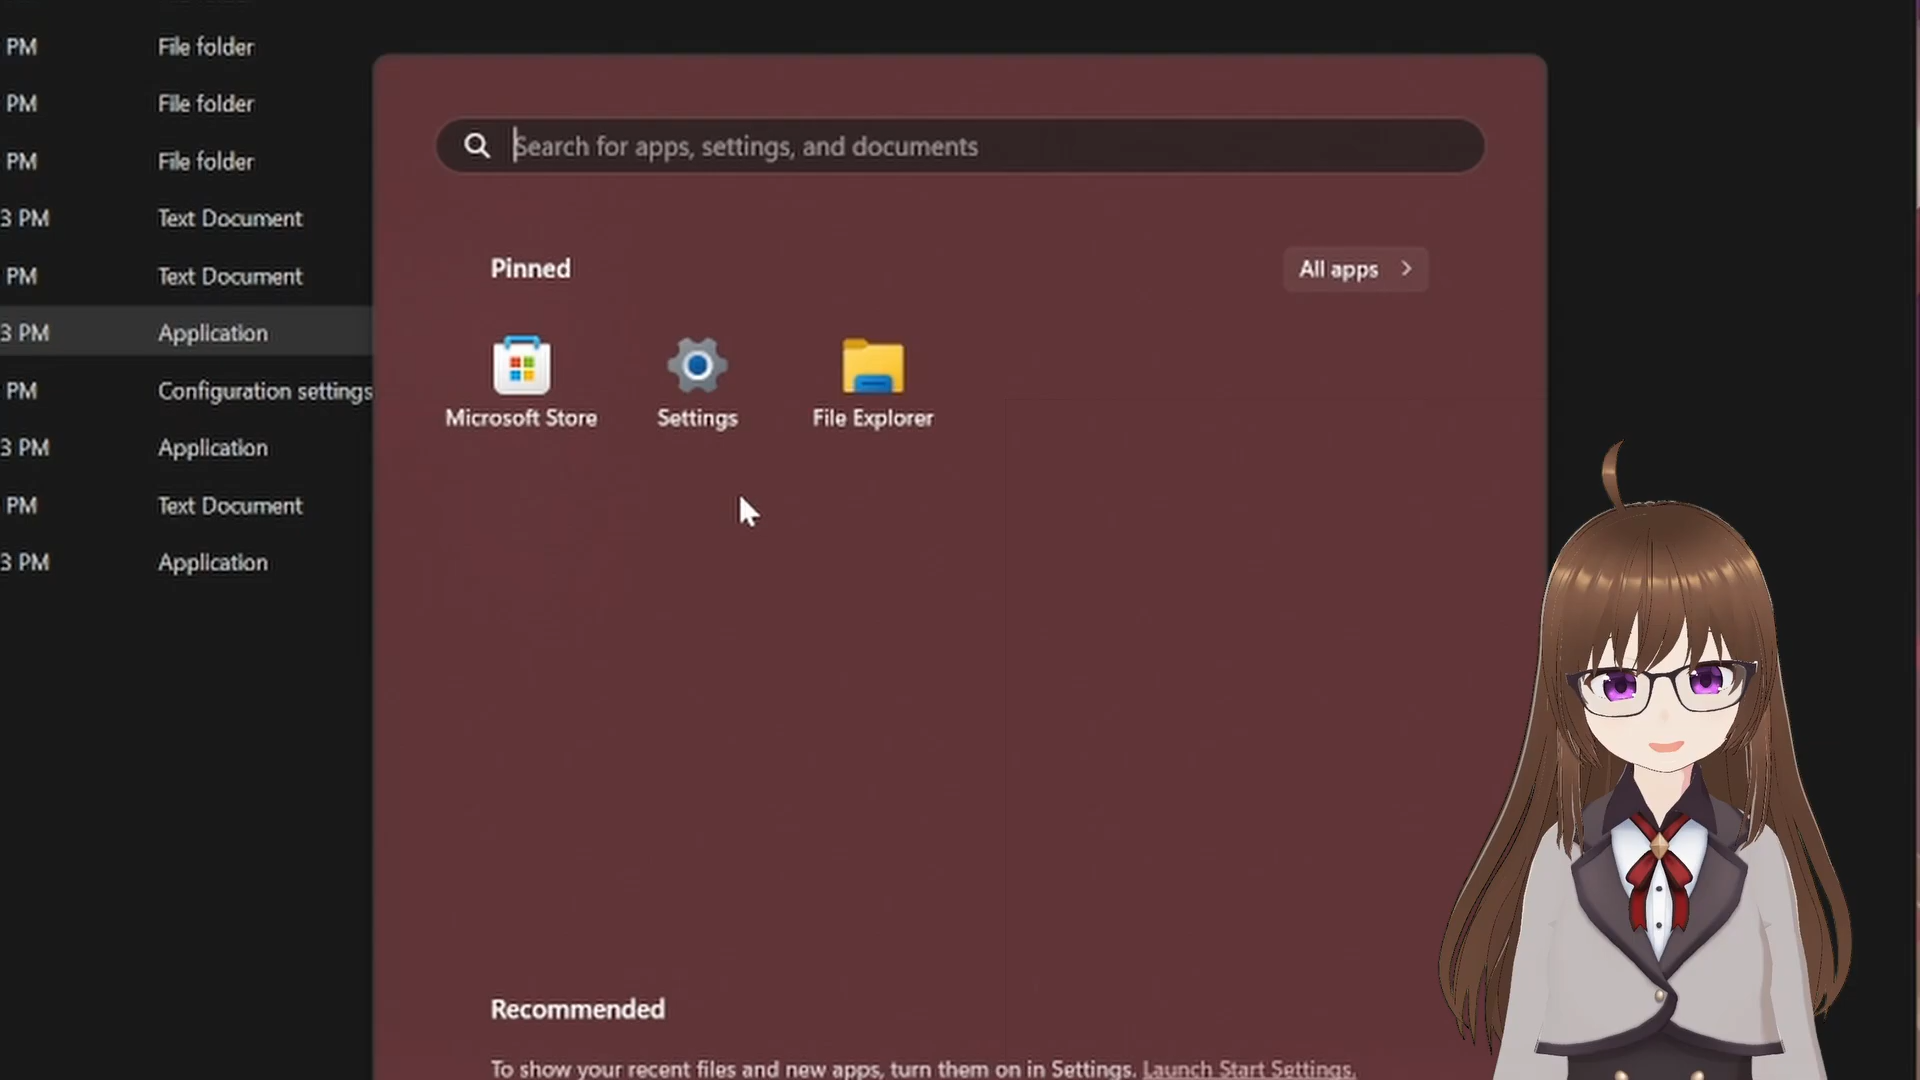 PM File folder
PM File folder
PM File folder
3 PM Text Document
PM Text Document
3 PM Application
PM Configuration settings
3 PM Application
PM Text Document
3 PM Application
Search for apps, settings, and documents
Pinned
All apps
Microsoft Store
Settings
File Explorer
Recommended
To show your recent files and new apps, turn them on in Settings. Launch Start Settings.